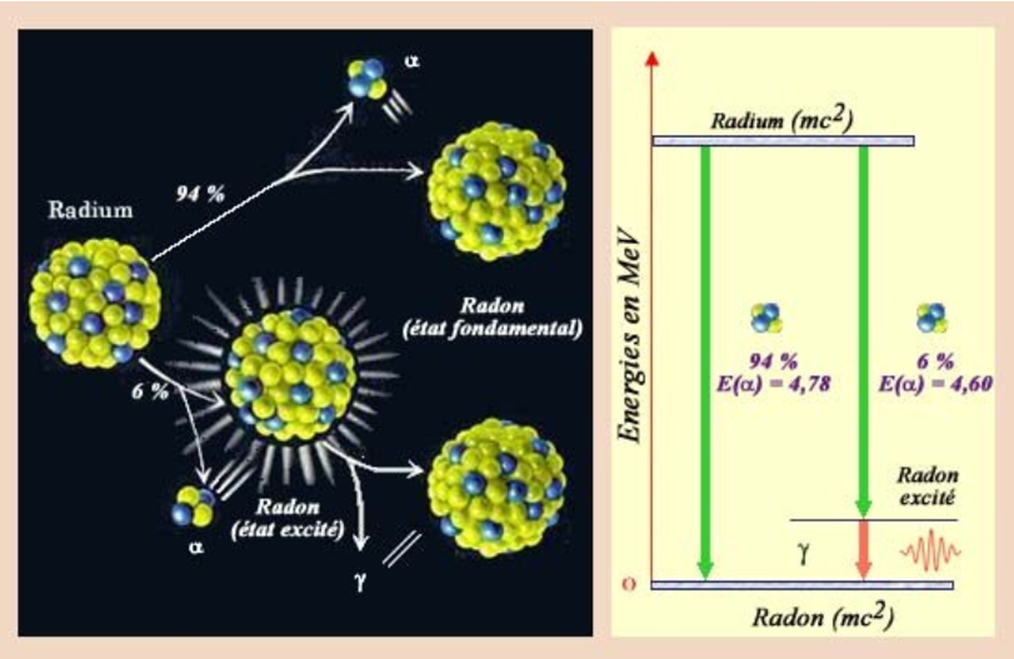 α
94 %
Radium
Radon
(état fondamental)
6 %
Radon
(état excité)
α
γ
Energies en MeV
Radium (mc²)
94 %
E(α) = 4,78
6 %
E(α) = 4,60
Radon
excité
γ
0
Radon (mc²)